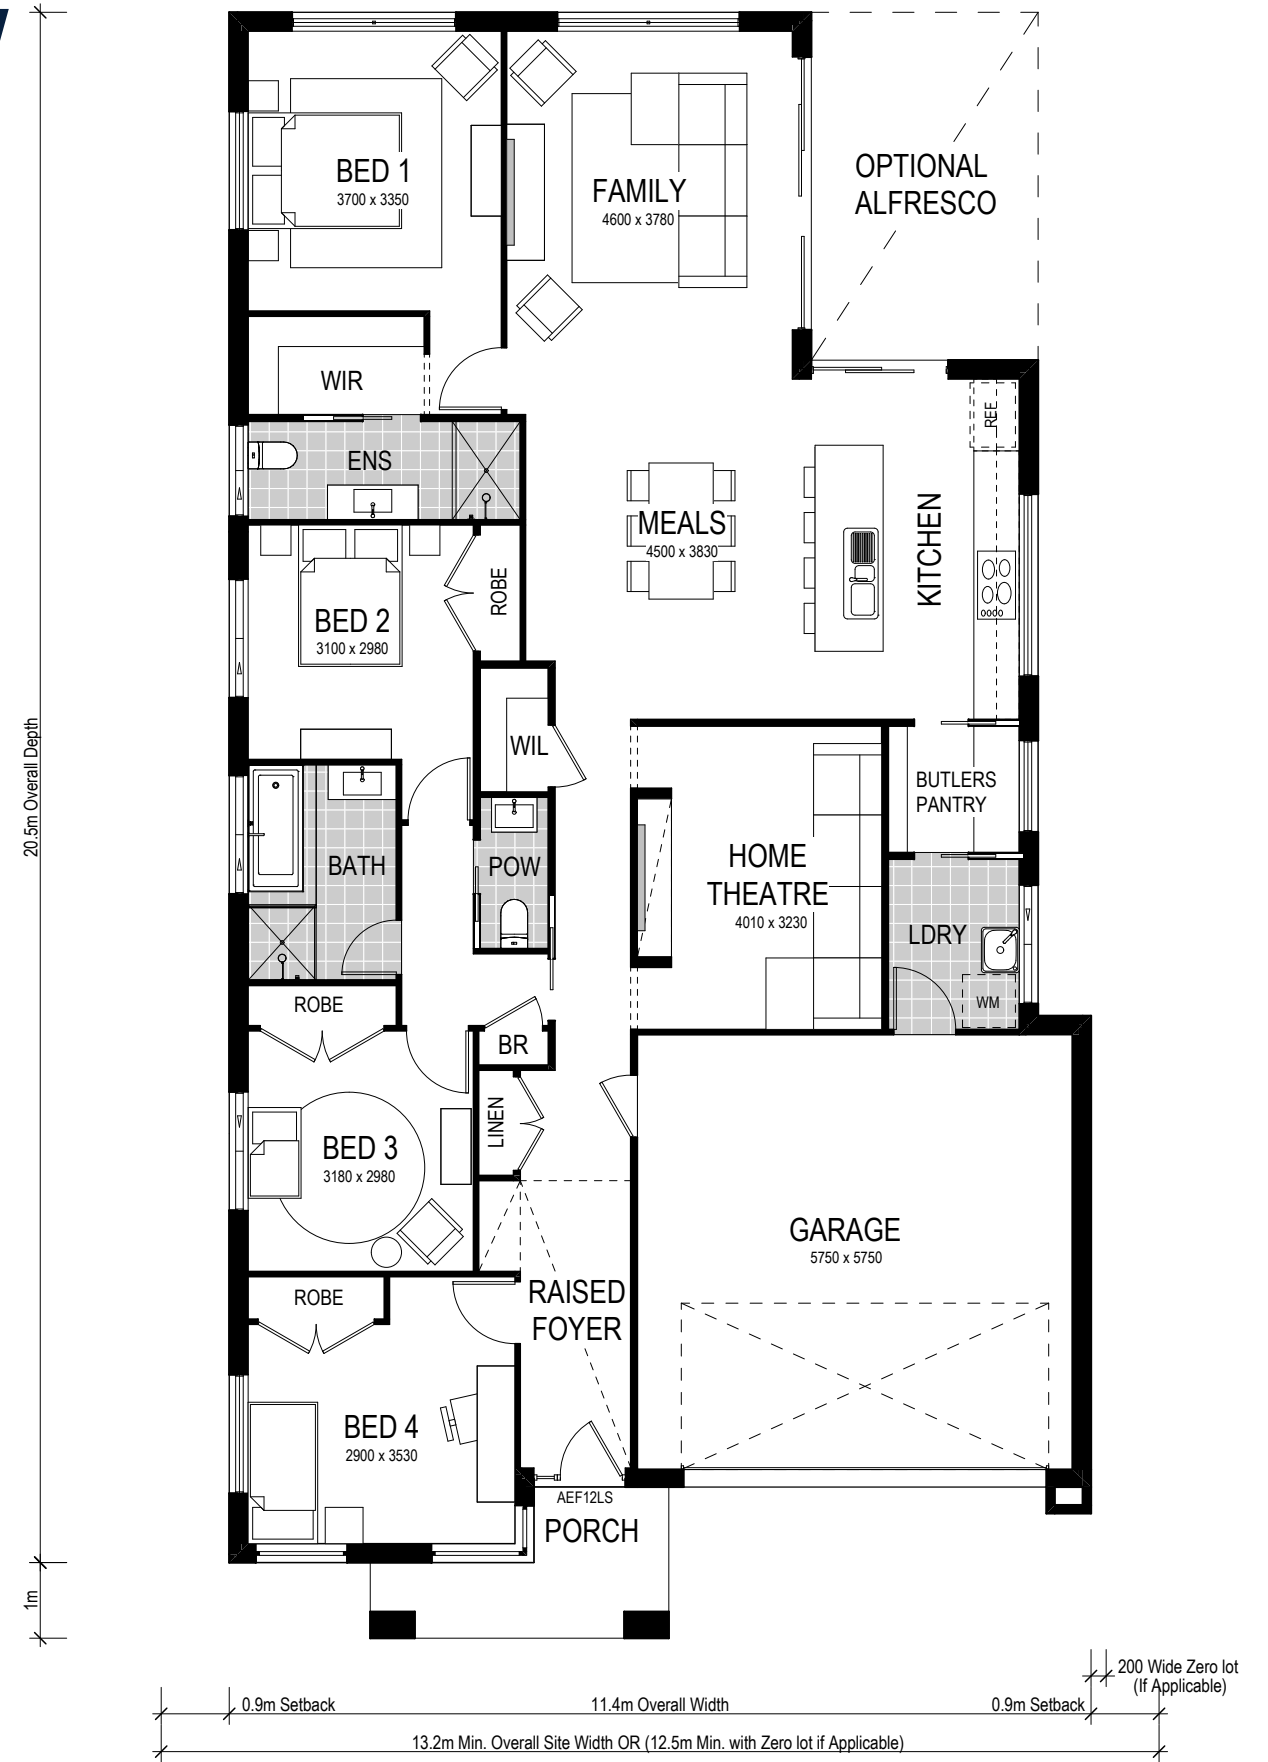 BED 1
3700 x 3350
FAMILY
4600 x 3780
OPTIONAL
ALFRESCO
WIR
REF
ENS
MEALS
4500 x 3830
KITCHEN
ROBE
BED 2
3100 x 2980
WIL
BUTLERS
PANTRY
20.5m Overall Depth
BATH
POW
HOME
THEATRE
4010 x 3230
LDRY
WM
ROBE
BR
LINEN
BED 3
3180 x 2980
GARAGE
5750 x 5750
ROBE
RAISED
FOYER
BED 4
2900 x 3530
AEF12LS
PORCH
1m
200 Wide Zero lot
(If Applicable)
0.9m Setback
11.4m Overall Width
0.9m Setback
13.2m Min. Overall Site Width OR (12.5m Min. with Zero lot if Applicable)